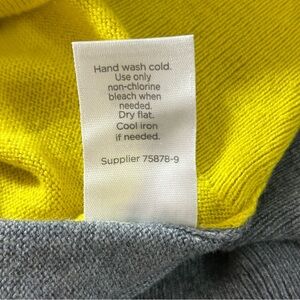 Hand wash cold.
Use only
non-chlorine
bleach when
needed.
Dry flat.
Cool iron
if needed.
Supplier 75878-9